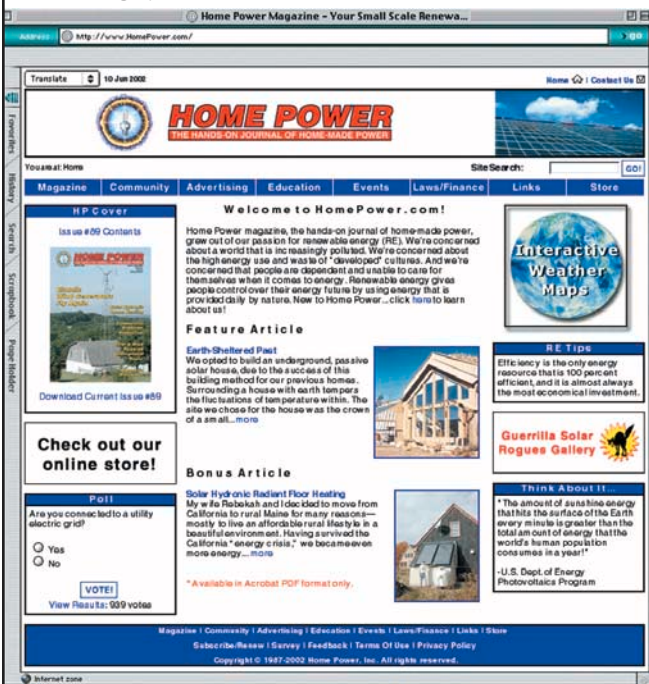 Home Power Magazine - Your Small Scale Renewa...
Address http://www.HomePower.com/ go
Translate 10 Jun 2002 Home | Contact Us
HOME POWER
THE HANDS-ON JOURNAL OF HOME-MADE POWER
You are at: Home Site Search: GO!
Magazine Community Advertising Education Events Laws/Finance Links Store
Favorites
History
Search
Scrapbook
Page Holder
HP Cover
Issue #89 Contents
HOME POWER
Download Current Issue #89
Check out our
online store!
Poll
Are you connected to a utility
electric grid?
Yes
No
VOTE!
View Results: 939 votes
Welcome to HomePower.com!
Home Power magazine, the hands-on journal of home-made power,
grew out of our passion for renewable energy (RE). We're concerned
about a world that is increasingly polluted. We're concerned about
the high energy use and waste of "developed" cultures. And we're
concerned that people are dependent and unable to care for
themselves when it comes to energy. Renewable energy gives
people control over their energy future by using energy that is
provided daily by nature. New to Home Power...click here to learn
about us!
Feature Article
Earth-Sheltered Past
We opted to build an underground, passive
solar house, due to the success of this
building method for our previous homes.
Surrounding a house with earth tempers
the fluctuations of temperature within. The
site we chose for the house was the crown
of a small...more
Bonus Article
Solar Hydronic Radiant Floor Heating
My wife Rebekah and I decided to move from
California to rural Maine for many reasons—
mostly to live an affordable rural lifestyle in a
beautiful environment. Having survived the
California "energy crisis," we became even
more energy...more
*Available in Acrobat PDF format only.
Interactive
Weather
Maps
RE Tips
Efficiency is the only energy
resource that is 100 percent
efficient, and it is almost always
the most economical investment.
Guerrilla Solar
Rogues Gallery
Think About It...
"The amount of sunshine energy
that hits the surface of the Earth
every minute is greater than the
total amount of energy that the
world's human population
consumes in a year!"
-U.S. Dept. of Energy
Photovoltaics Program
Magazine | Community | Advertising | Education | Events | Laws/Finance | Links | Store
Subscribe/Renew | Survey | Feedback | Terms Of Use | Privacy Policy
Copyright © 1987-2002 Home Power, Inc. All rights reserved.
Internet zone